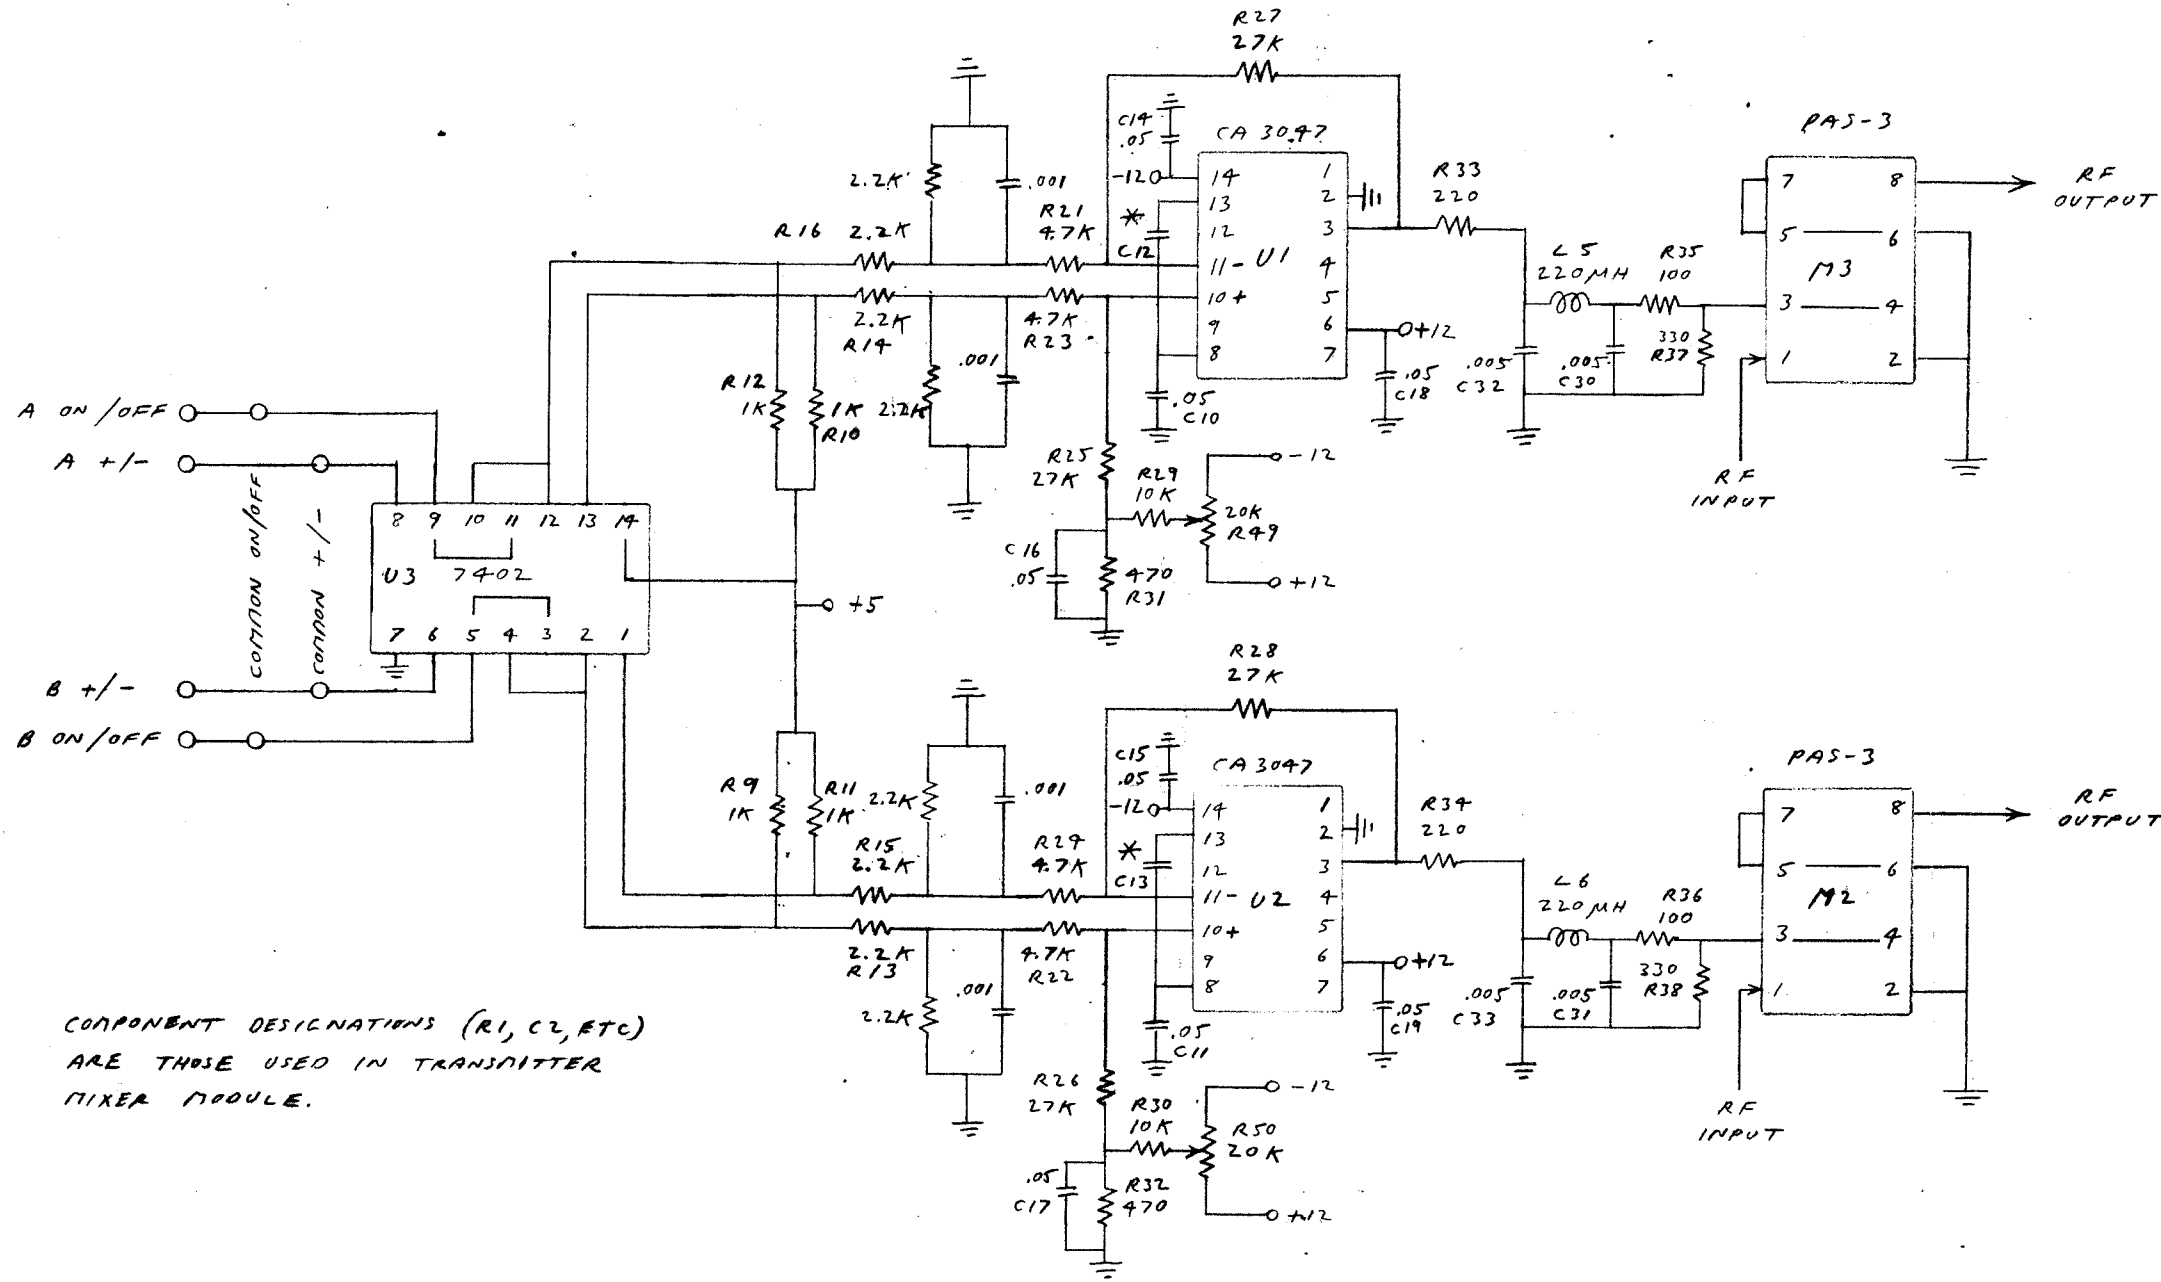 R27
27K
C14
.05
CA 3047
-12
14
13
12
11-
10+
9
8
1
2
3
4
5
6
7
U1
*
C12
R33
220
+12
.05
C18
.05
C10
PAS-3
7
8
5
6
M3
3
4
1
2
RF
OUTPUT
RF
INPUT
L5
220μH
R35
100
330
R37
.005
C32
.005
C30
2.2K
.001
R16
2.2K
R21
4.7K
2.2K
R14
4.7K
R23
.001
2.2K
R12
1K
1K
R10
R25
27K
R29
10K
-12
20K
R49
+12
C16
.05
470
R31
A ON/OFF
A +/-
COMMON ON/OFF
COMMON +/-
B +/-
B ON/OFF
8 9 10 11 12 13 14
U3 7402
7 6 5 4 3 2 1
+5
R28
27K
C15
.05
CA 3047
-12
14
13
12
11-
10+
9
8
1
2
3
4
5
6
7
U2
*
C13
R34
220
+12
.05
C19
.05
C11
PAS-3
7
8
5
6
M2
3
4
1
2
RF
OUTPUT
RF
INPUT
L6
220μH
R36
100
330
R38
.005
C33
.005
C31
R9
1K
R11
1K
2.2K
.001
R15
2.2K
R24
4.7K
2.2K
R13
4.7K
R22
.001
2.2K
R26
27K
R30
10K
-12
R50
20K
+12
.05
C17
R32
470
COMPONENT DESIGNATIONS (R1, C2, ETC)
ARE THOSE USED IN TRANSMITTER
MIXER MODULE.